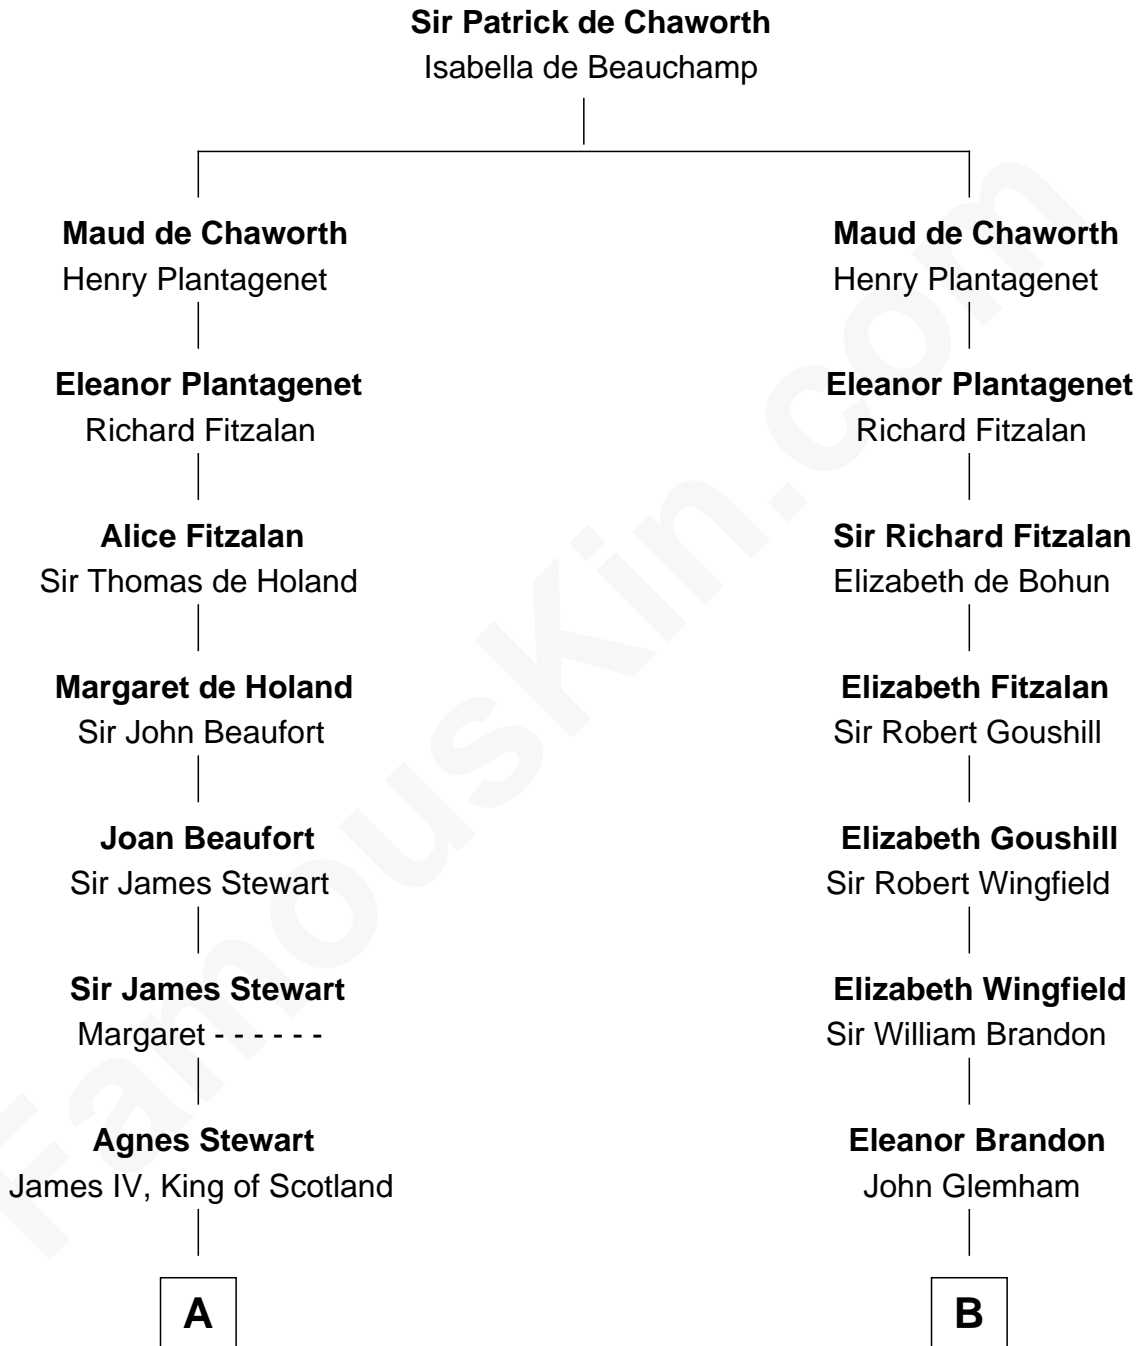 Sir Patrick de Chaworth
Isabella de Beauchamp
Maud de Chaworth
Henry Plantagenet
Eleanor Plantagenet
Richard Fitzalan
Alice Fitzalan
Sir Thomas de Holand
Margaret de Holand
Sir John Beaufort
Joan Beaufort
Sir James Stewart
Sir James Stewart
Margaret - - - - - -
Agnes Stewart
James IV, King of Scotland
A
Maud de Chaworth
Henry Plantagenet
Eleanor Plantagenet
Richard Fitzalan
Sir Richard Fitzalan
Elizabeth de Bohun
Elizabeth Fitzalan
Sir Robert Goushill
Elizabeth Goushill
Sir Robert Wingfield
Elizabeth Wingfield
Sir William Brandon
Eleanor Brandon
John Glemham
B
FamousKin.com